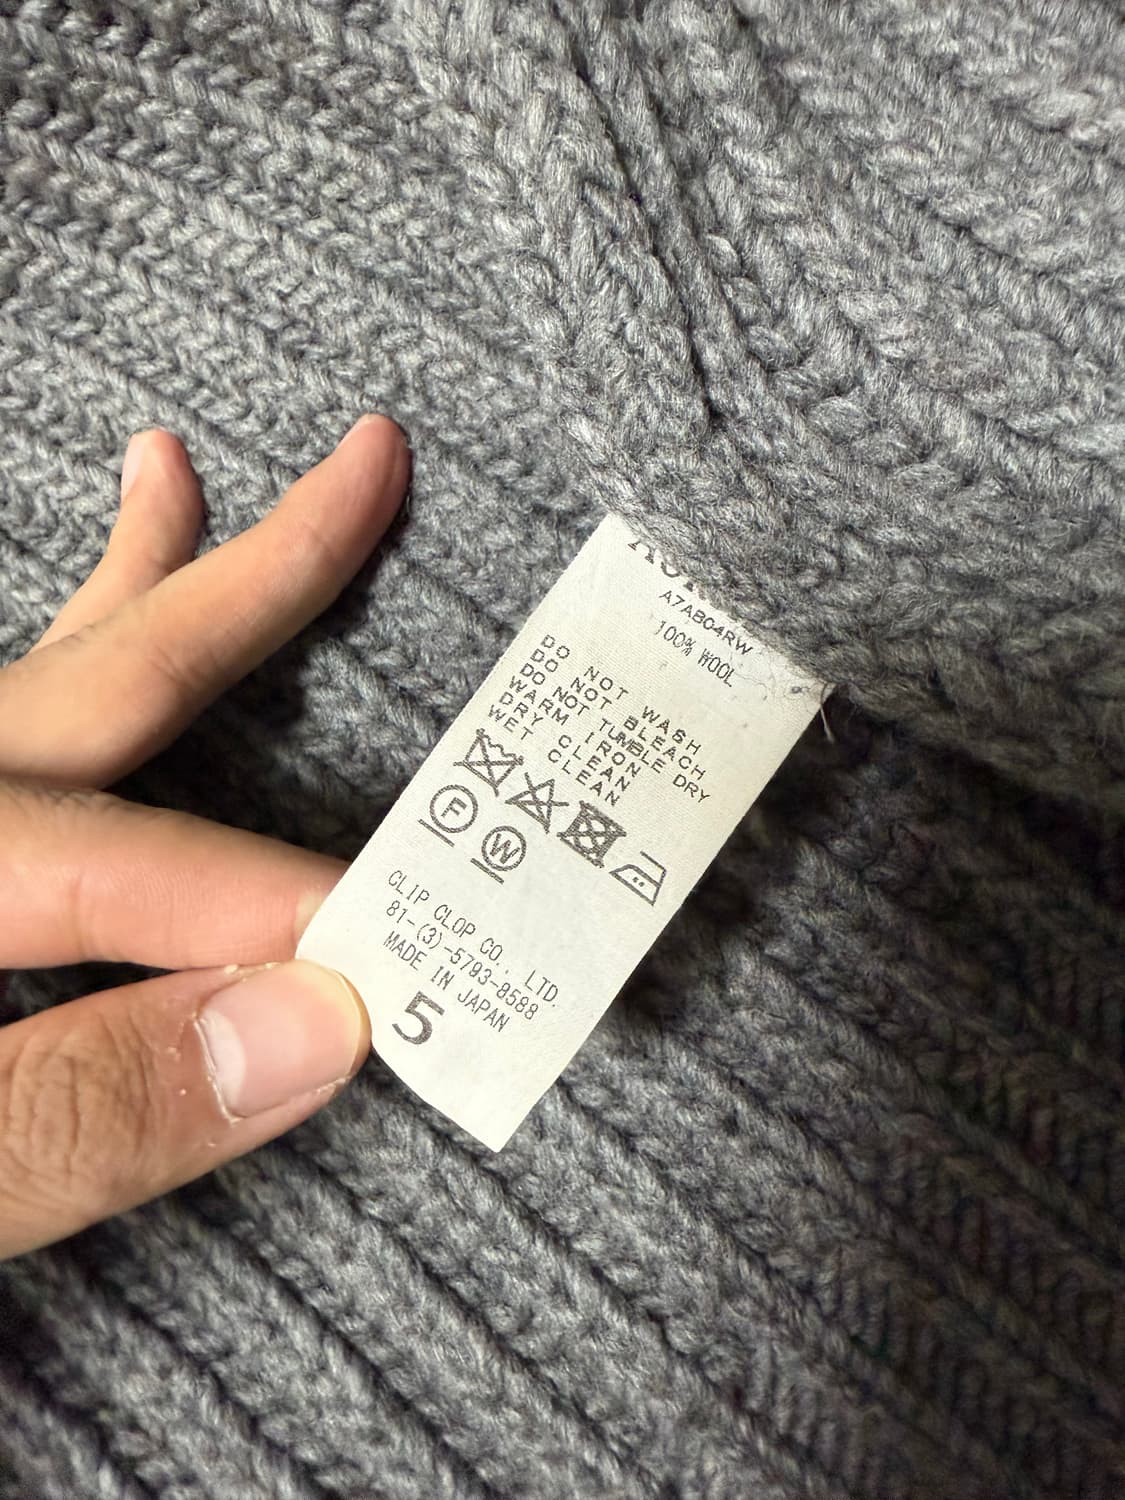 A7ABC4RW
100% WOOL
DO NOT WASH
DO NOT BLEACH
DO NOT TUMBLE DRY
WARM IRON
DRY CLEAN
WET CLEAN
F
W
CLIP CLOP CO., LTD.
81-(3)-5793-8588
MADE IN JAPAN
5